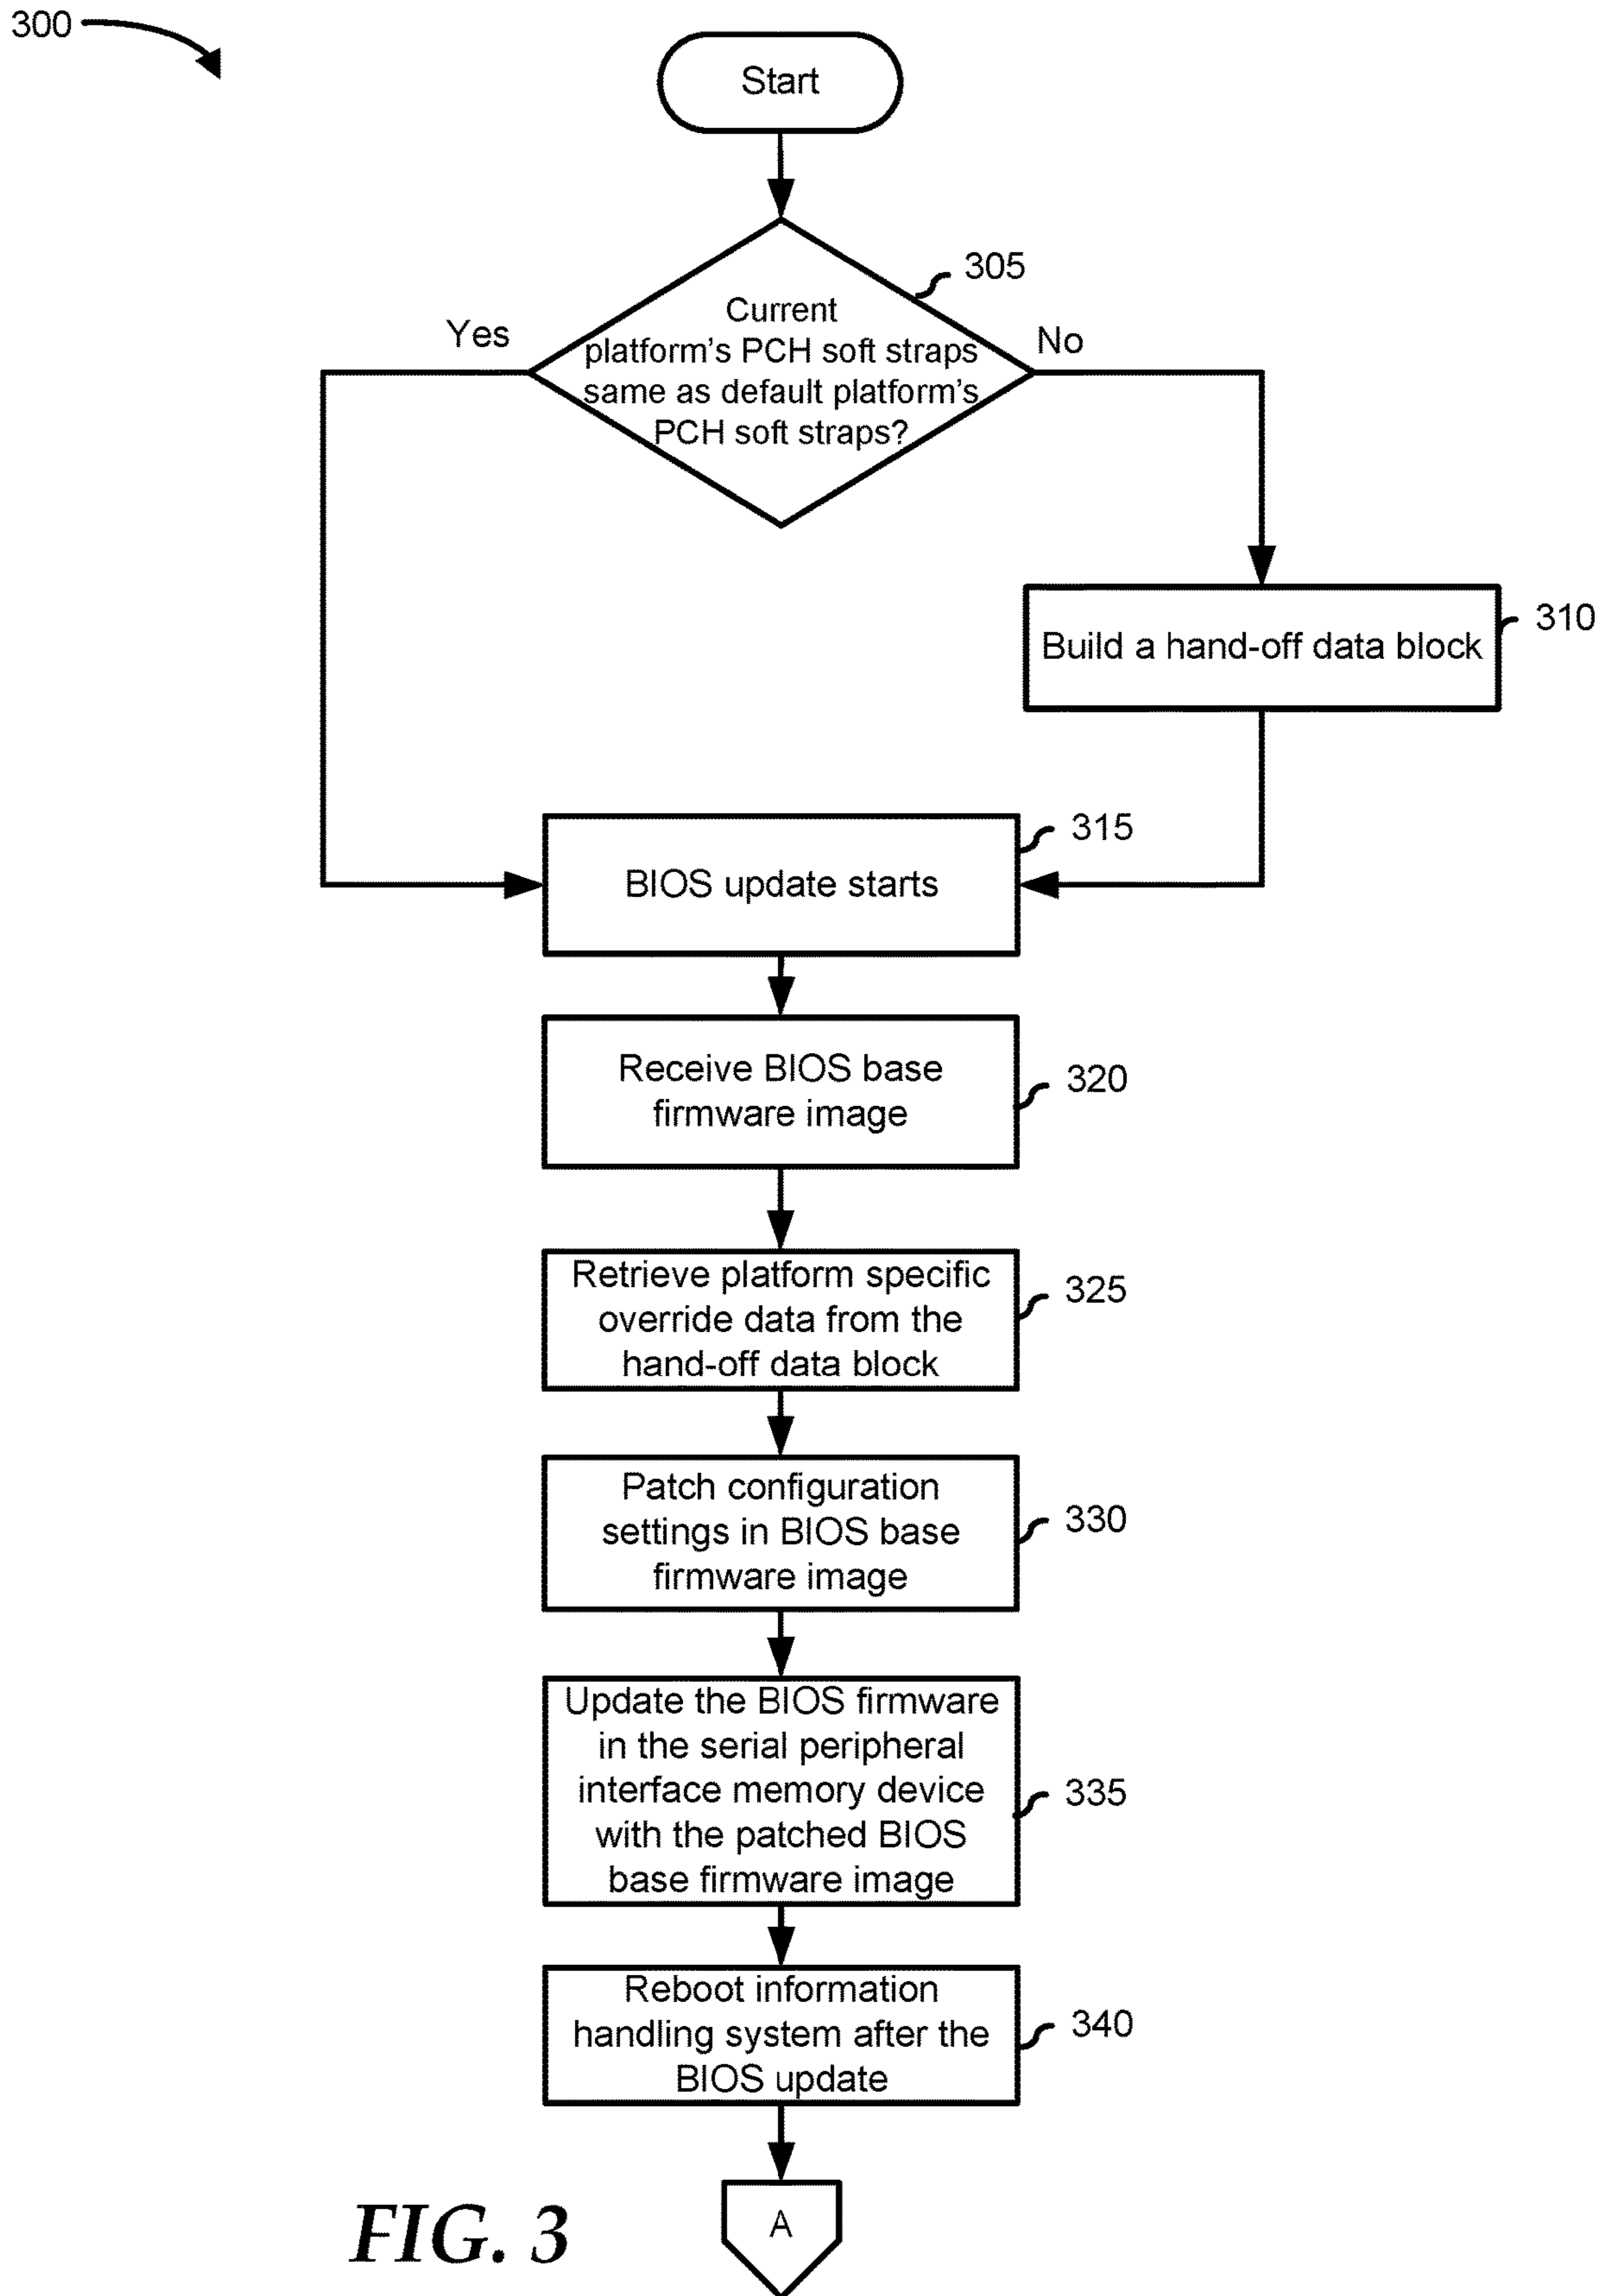 300
Start
305
Yes
No
Current
platform's PCH soft straps
same as default platform's
PCH soft straps?
310
Build a hand-off data block
315
BIOS update starts
320
Receive BIOS base
firmware image
325
Retrieve platform specific
override data from the
hand-off data block
330
Patch configuration
settings in BIOS base
firmware image
335
Update the BIOS firmware
in the serial peripheral
interface memory device
with the patched BIOS
base firmware image
340
Reboot information
handling system after the
BIOS update
A
FIG. 3